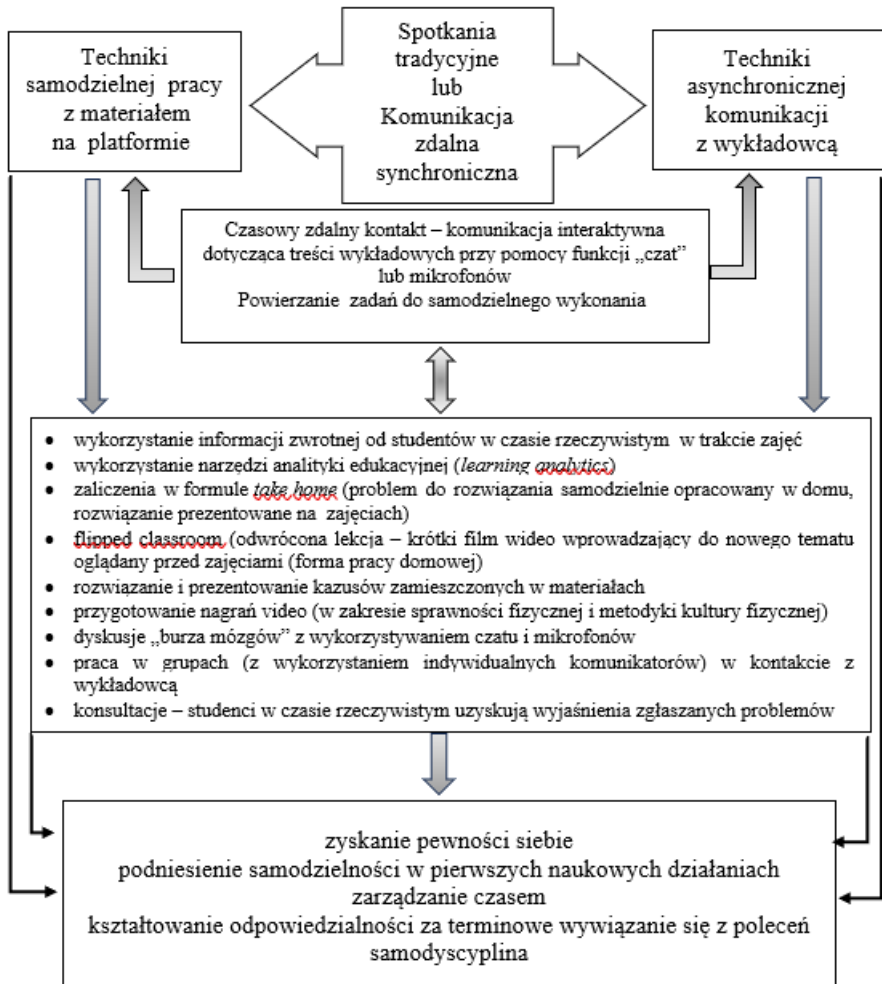 Techniki
samodzielnej pracy
z materiałem
na platformie
Spotkania
tradycyjne
lub
Komunikacja
zdalna
synchroniczna
Techniki
asynchronicznej
komunikacji
z wykładowcą
Czasowy zdalny kontakt – komunikacja interaktywna
dotycząca treści wykładowych przy pomocy funkcji „czat”
lub mikrofonów
Powierzanie zadań do samodzielnego wykonania
• wykorzystanie informacji zwrotnej od studentów w czasie rzeczywistym w trakcie zajęć
• wykorzystanie narzędzi analityki edukacyjnej (learning analytics)
• zaliczenia w formule take home (problem do rozwiązania samodzielnie opracowany w domu,
rozwiązanie prezentowane na zajęciach)
• flipped classroom (odwrócona lekcja – krótki film wideo wprowadzający do nowego tematu
oglądany przed zajęciami (forma pracy domowej)
• rozwiązanie i prezentowanie kazusów zamieszczonych w materiałach
• przygotowanie nagrań video (w zakresie sprawności fizycznej i metodyki kultury fizycznej)
• dyskusje „burza mózgów” z wykorzystywaniem czatu i mikrofonów
• praca w grupach (z wykorzystaniem indywidualnych komunikatorów) w kontakcie z
wykładowcą
• konsultacje – studenci w czasie rzeczywistym uzyskują wyjaśnienia zgłaszanych problemów
zyskanie pewności siebie
podniesienie samodzielności w pierwszych naukowych działaniach
zarządzanie czasem
kształtowanie odpowiedzialności za terminowe wywiązanie się z poleceń
samodyscyplina